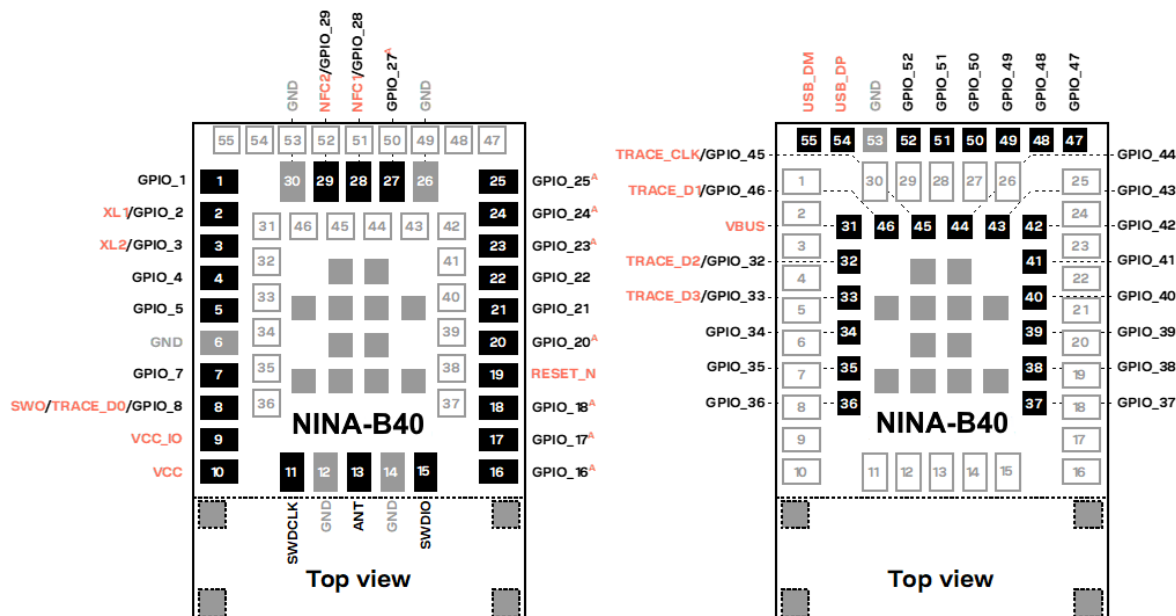 NFC2/GPIO_29
NFC1/GPIO_28
GND
GPIO_27A
GND
55 54 53 52 51 50 49 48 47
30 29 28 27 26
GPIO_1 1 25 GPIO_25A
XL1/GPIO_2 2 24 GPIO_24A
31 46 45 44 43 42
XL2/GPIO_3 3 23 GPIO_23A
32 41
GPIO_4 4 22 GPIO_22
33 40
GPIO_5 5 21 GPIO_21
34 39
GND 6 20 GPIO_20A
35 38
GPIO_7 7 19 RESET_N
36 37
SWO/TRACE_D0/GPIO_8 8 18 GPIO_18A
NINA-B40
VCC_IO 9 17 GPIO_17A
VCC 10 16 GPIO_16A
11 12 13 14 15
SWDCLK
GND
ANT
GND
SWDIO
Top view
USB_DM
USB_DP
GND
GPIO_52
GPIO_51
GPIO_50
GPIO_49
GPIO_48
GPIO_47
55 54 53 52 51 50 49 48 47
TRACE_CLK/GPIO_45 GPIO_44
1 30 29 28 27 26 25
TRACE_D1/GPIO_46 GPIO_43
2 24
VBUS 31 46 45 44 43 42 GPIO_42
3 23
TRACE_D2/GPIO_32 32 41 GPIO_41
4 22
TRACE_D3/GPIO_33 33 40 GPIO_40
5 21
GPIO_34 34 39 GPIO_39
6 20
GPIO_35 35 38 GPIO_38
7 19
GPIO_36 36 37 GPIO_37
8 18
NINA-B40
9 17
10 11 12 13 14 15 16
Top view